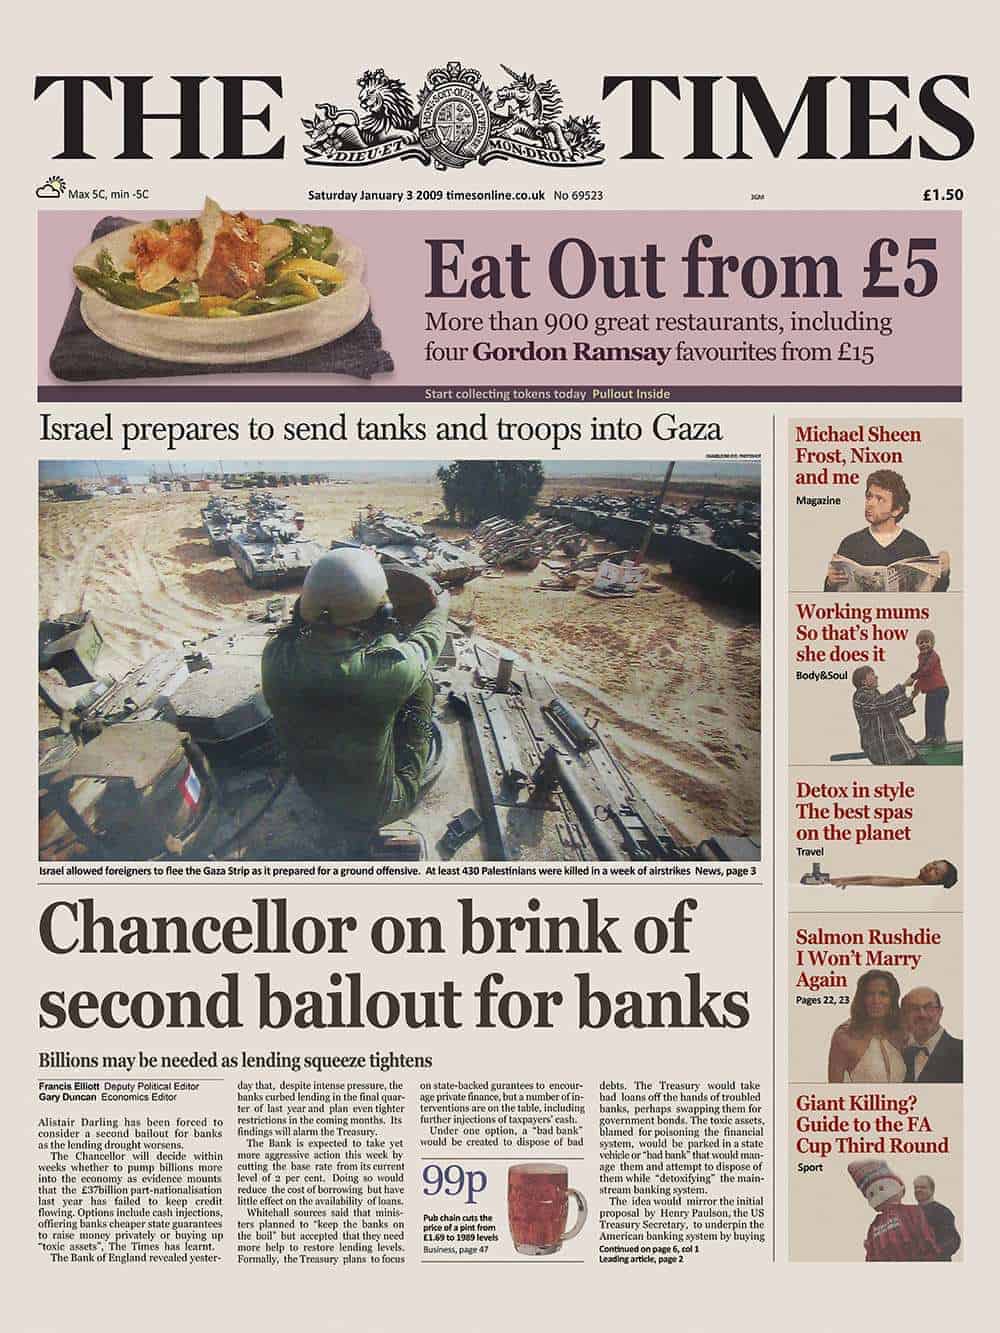 THE TIMES
DIEU·ET MON·DROIT
Max 5C, min -5C
Saturday January 3 2009 timesonline.co.uk No 69523
3GM
£1.50
Eat Out from £5
More than 900 great restaurants, including
four Gordon Ramsay favourites from £15
Start collecting tokens today Pullout Inside
Israel prepares to send tanks and troops into Gaza
Israel allowed foreigners to flee the Gaza Strip as it prepared for a ground offensive. At least 430 Palestinians were killed in a week of airstrikes News, page 3
Chancellor on brink of
second bailout for banks
Billions may be needed as lending squeeze tightens
Francis Elliott Deputy Political Editor
Gary Duncan Economics Editor
Alistair Darling has been forced to
consider a second bailout for banks
as the lending drought worsens.
The Chancellor will decide within
weeks whether to pump billions more
into the economy as evidence mounts
that the £37billion part-nationalisation
last year has failed to keep credit
flowing. Options include cash injections,
offiering banks cheaper state guarantees
to raise money privately or buying up
"toxic assets", The Times has learnt.
The Bank of England revealed yester-
day that, despite intense pressure, the
banks curbed lending in the final quar-
ter of last year and plan even tighter
restrictions in the coming months. Its
findings will alarm the Treasury.
The Bank is expected to take yet
more aggressive action this week by
cutting the base rate from its current
level of 2 per cent. Doing so would
reduce the cost of borrowing but have
little effect on the availability of loans.
Whitehall sources said that minis-
ters planned to "keep the banks on
the boil" but accepted that they need
more help to restore lending levels.
Formally, the Treasury plans to focus
on state-backed gurantees to encour-
age private finance, but a number of in-
terventions are on the table, including
further injections of taxpayers' cash.
Under one option, a "bad bank"
would be created to dispose of bad
99p
Pub chain cuts the
price of a pint from
£1.69 to 1989 levels
Business, page 47
debts. The Treasury would take
bad loans off the hands of troubled
banks, perhaps swapping them for
government bonds. The toxic assets,
blamed for poisoning the financial
system, would be parked in a state
vehicle or "bad bank" that would man-
age them and attempt to dispose of
them while "detoxifying" the main-
stream banking system.
The idea would mirror the initial
proposal by Henry Paulson, the US
Treasury Secretary, to underpin the
American banking system by buying
Continued on page 6, col 1
Leading article, page 2
Michael Sheen
Frost, Nixon
and me
Magazine
Working mums
So that's how
she does it
Body&Soul
Detox in style
The best spas
on the planet
Travel
Salmon Rushdie
I Won't Marry
Again
Pages 22, 23
Giant Killing?
Guide to the FA
Cup Third Round
Sport